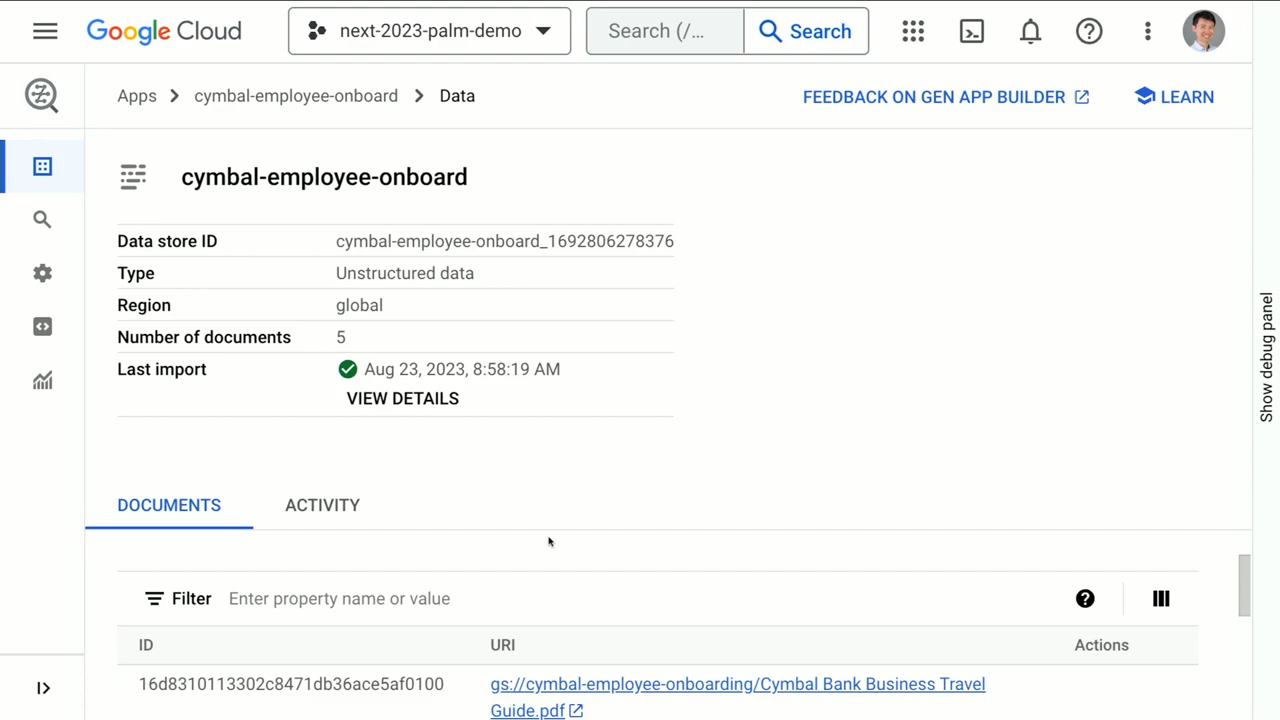 Google Cloud
next-2023-palm-demo
Search (/...
Search
Apps
cymbal-employee-onboard
Data
FEEDBACK ON GEN APP BUILDER
LEARN
cymbal-employee-onboard
Data store ID cymbal-employee-onboard_1692806278376
Type Unstructured data
Region global
Number of documents 5
Last import Aug 23, 2023, 8:58:19 AM
VIEW DETAILS
Show debug panel
DOCUMENTS ACTIVITY
Filter Enter property name or value
ID URI Actions
16d8310113302c8471db36ace5af0100 gs://cymbal-employee-onboarding/Cymbal Bank Business Travel
Guide.pdf